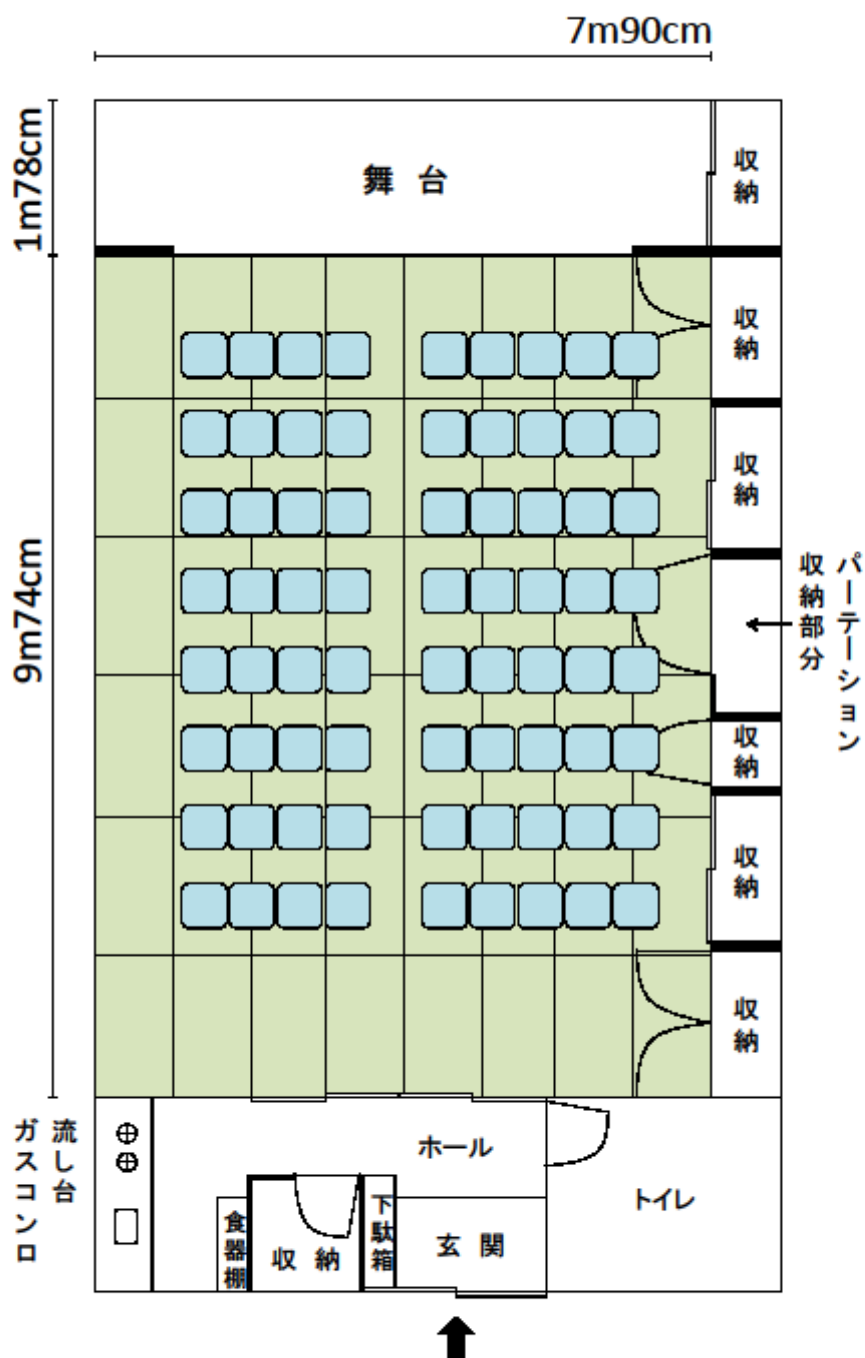 7m90cm
1m78cm
舞 台
収納
収納
収納
9m74cm
パーテーション
収納部分
収納
収納
収納
流し台
ガスコンロ
ホール
トイレ
食器棚
収 納
下駄箱
玄 関